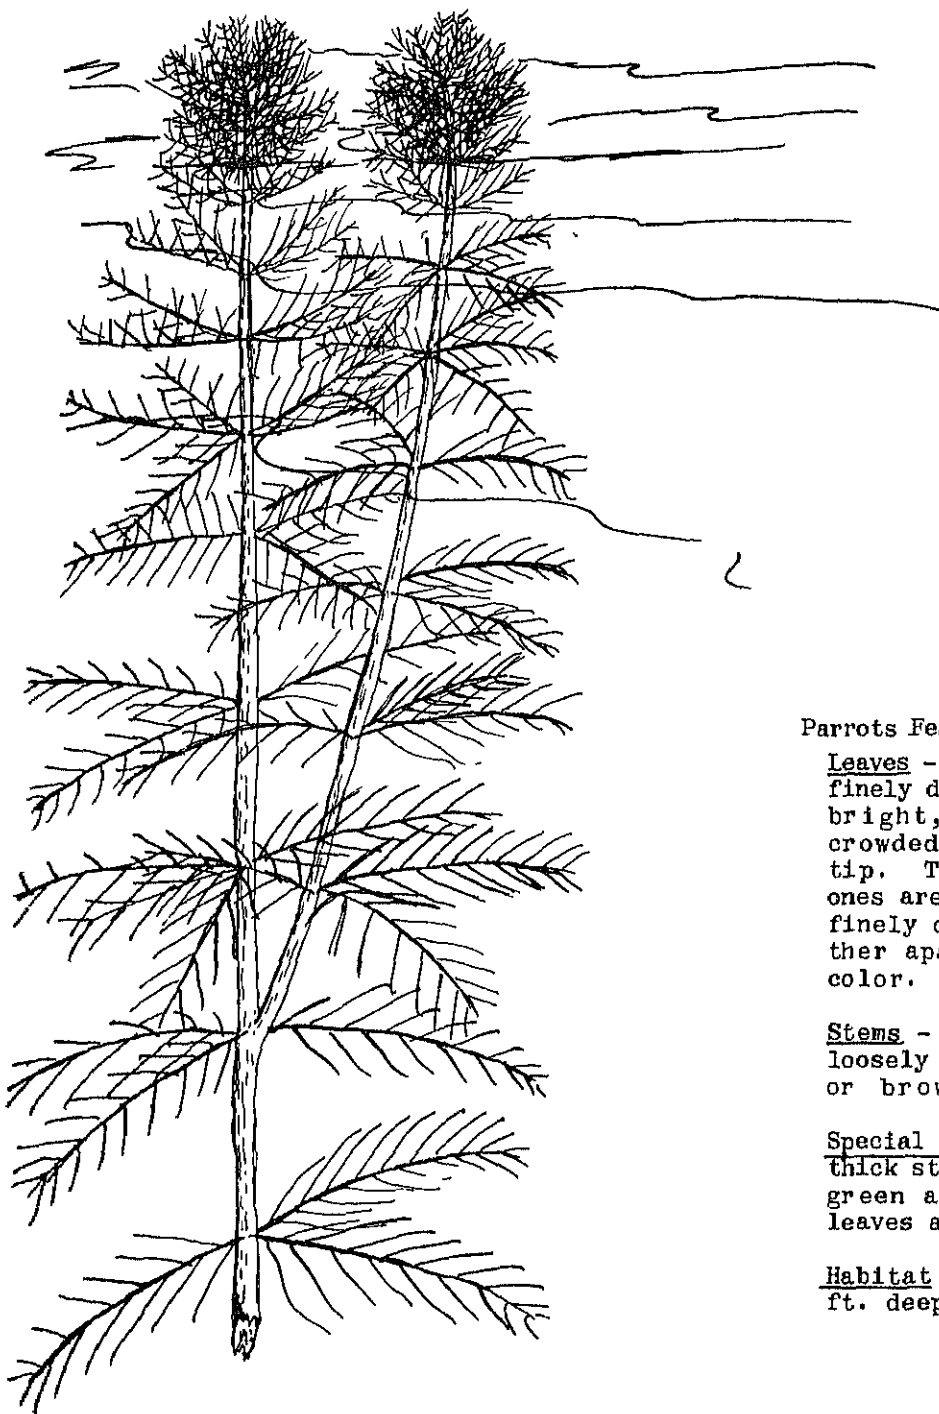 Parrots Fe
Leaves -
finely d
bright,
crowded
tip. T
ones are
finely d
ther apa
color.
Stems -
loosely
or brow
Special
thick st
green a
leaves a
Habitat
ft. deep